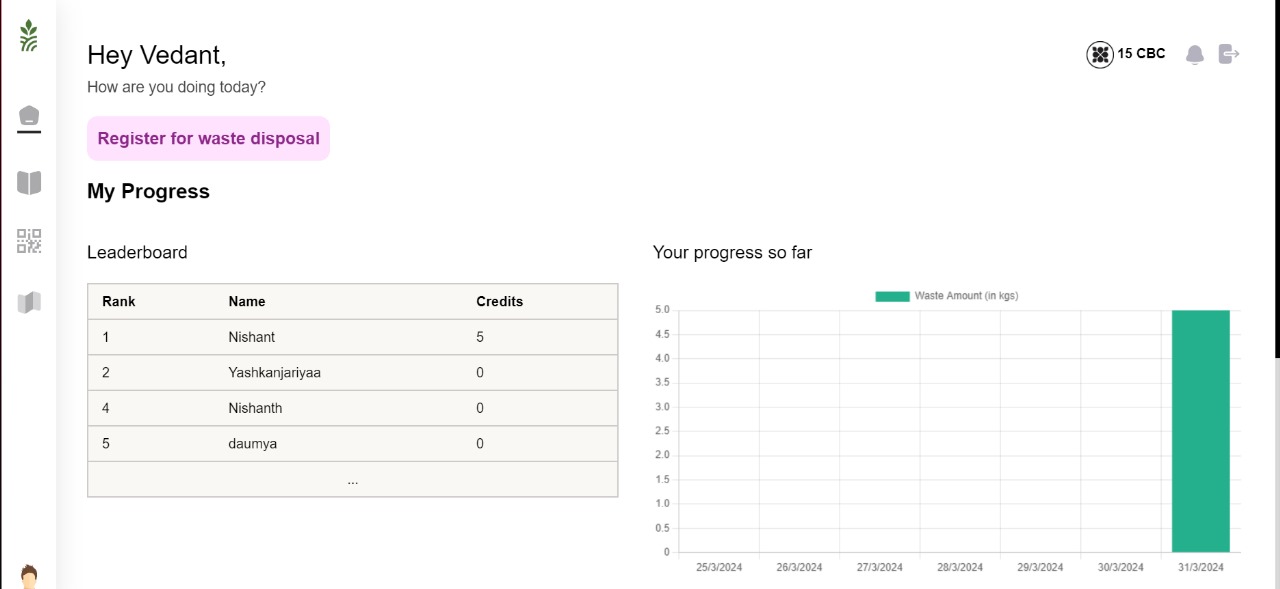 Hey Vedant,
15 CBC
How are you doing today?
Register for waste disposal
My Progress
Leaderboard
Rank Name Credits
1 Nishant 5
2 Yashkanjariyaa 0
4 Nishanth 0
5 daumya 0
...
Your progress so far
Waste Amount (in kgs)
5.0
4.5
4.0
3.5
3.0
2.5
2.0
1.5
1.0
0.5
0
25/3/2024 26/3/2024 27/3/2024 28/3/2024 29/3/2024 30/3/2024 31/3/2024